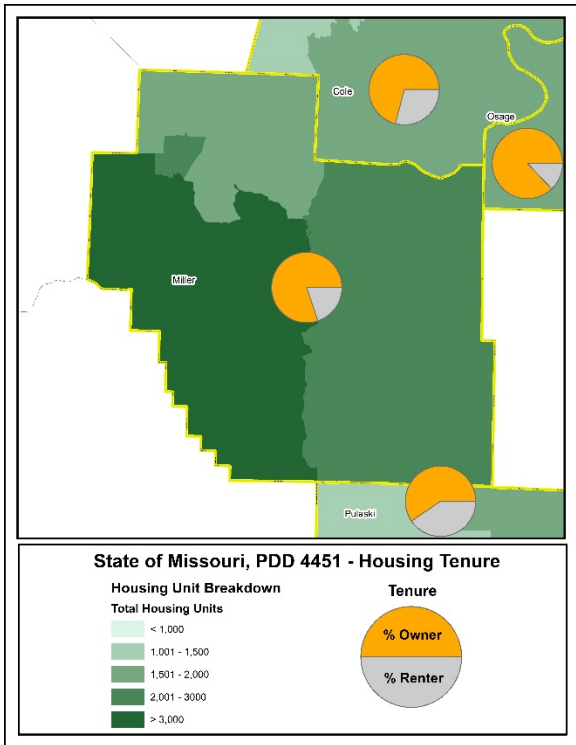 Cole
Osage
Miller
Pulaski
State of Missouri, PDD 4451 - Housing Tenure
Housing Unit Breakdown
Total Housing Units
< 1,000
1,001 - 1,500
1,501 - 2,000
2,001 - 3000
> 3,000
Tenure
% Owner
% Renter